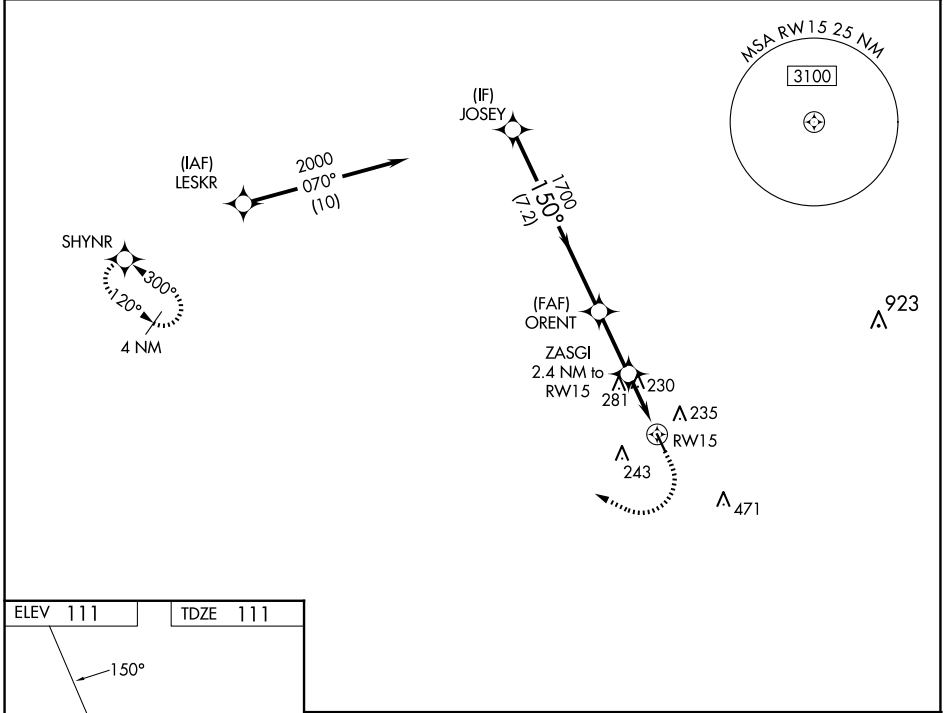 MSA RW15 25 NM
3100
(IF)
JOSEY
(IAF)
LESKR
2000
070°
(10)
1700
150°
(7.2)
SHYNR
300°
120°
4 NM
(FAF)
ORENT
923
ZASGI
2.4 NM to
RW15
281
230
235
RW15
243
471
ELEV 111
TDZE 111
150°